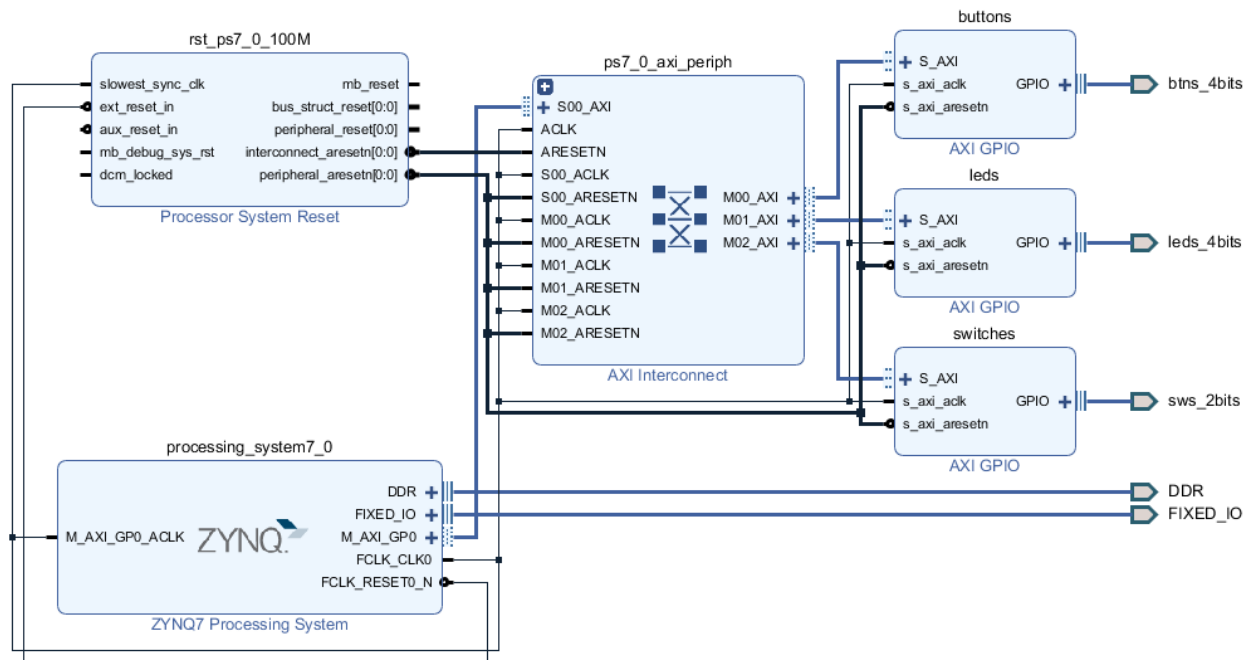 rst_ps7_0_100M
slowest_sync_clk
ext_reset_in
aux_reset_in
mb_debug_sys_rst
dcm_locked
mb_reset
bus_struct_reset[0:0]
peripheral_reset[0:0]
interconnect_aresetn[0:0]
peripheral_aresetn[0:0]
Processor System Reset
ps7_0_axi_periph
S00_AXI
ACLK
ARESETN
S00_ACLK
S00_ARESETN
M00_ACLK
M00_ARESETN
M01_ACLK
M01_ARESETN
M02_ACLK
M02_ARESETN
M00_AXI
M01_AXI
M02_AXI
AXI Interconnect
buttons
S_AXI
s_axi_aclk
s_axi_aresetn
GPIO
AXI GPIO
btns_4bits
leds
S_AXI
s_axi_aclk
s_axi_aresetn
GPIO
AXI GPIO
leds_4bits
switches
S_AXI
s_axi_aclk
s_axi_aresetn
GPIO
AXI GPIO
sws_2bits
processing_system7_0
M_AXI_GP0_ACLK
ZYNQ.
DDR
FIXED_IO
M_AXI_GP0
FCLK_CLK0
FCLK_RESET0_N
ZYNQ7 Processing System
DDR
FIXED_IO